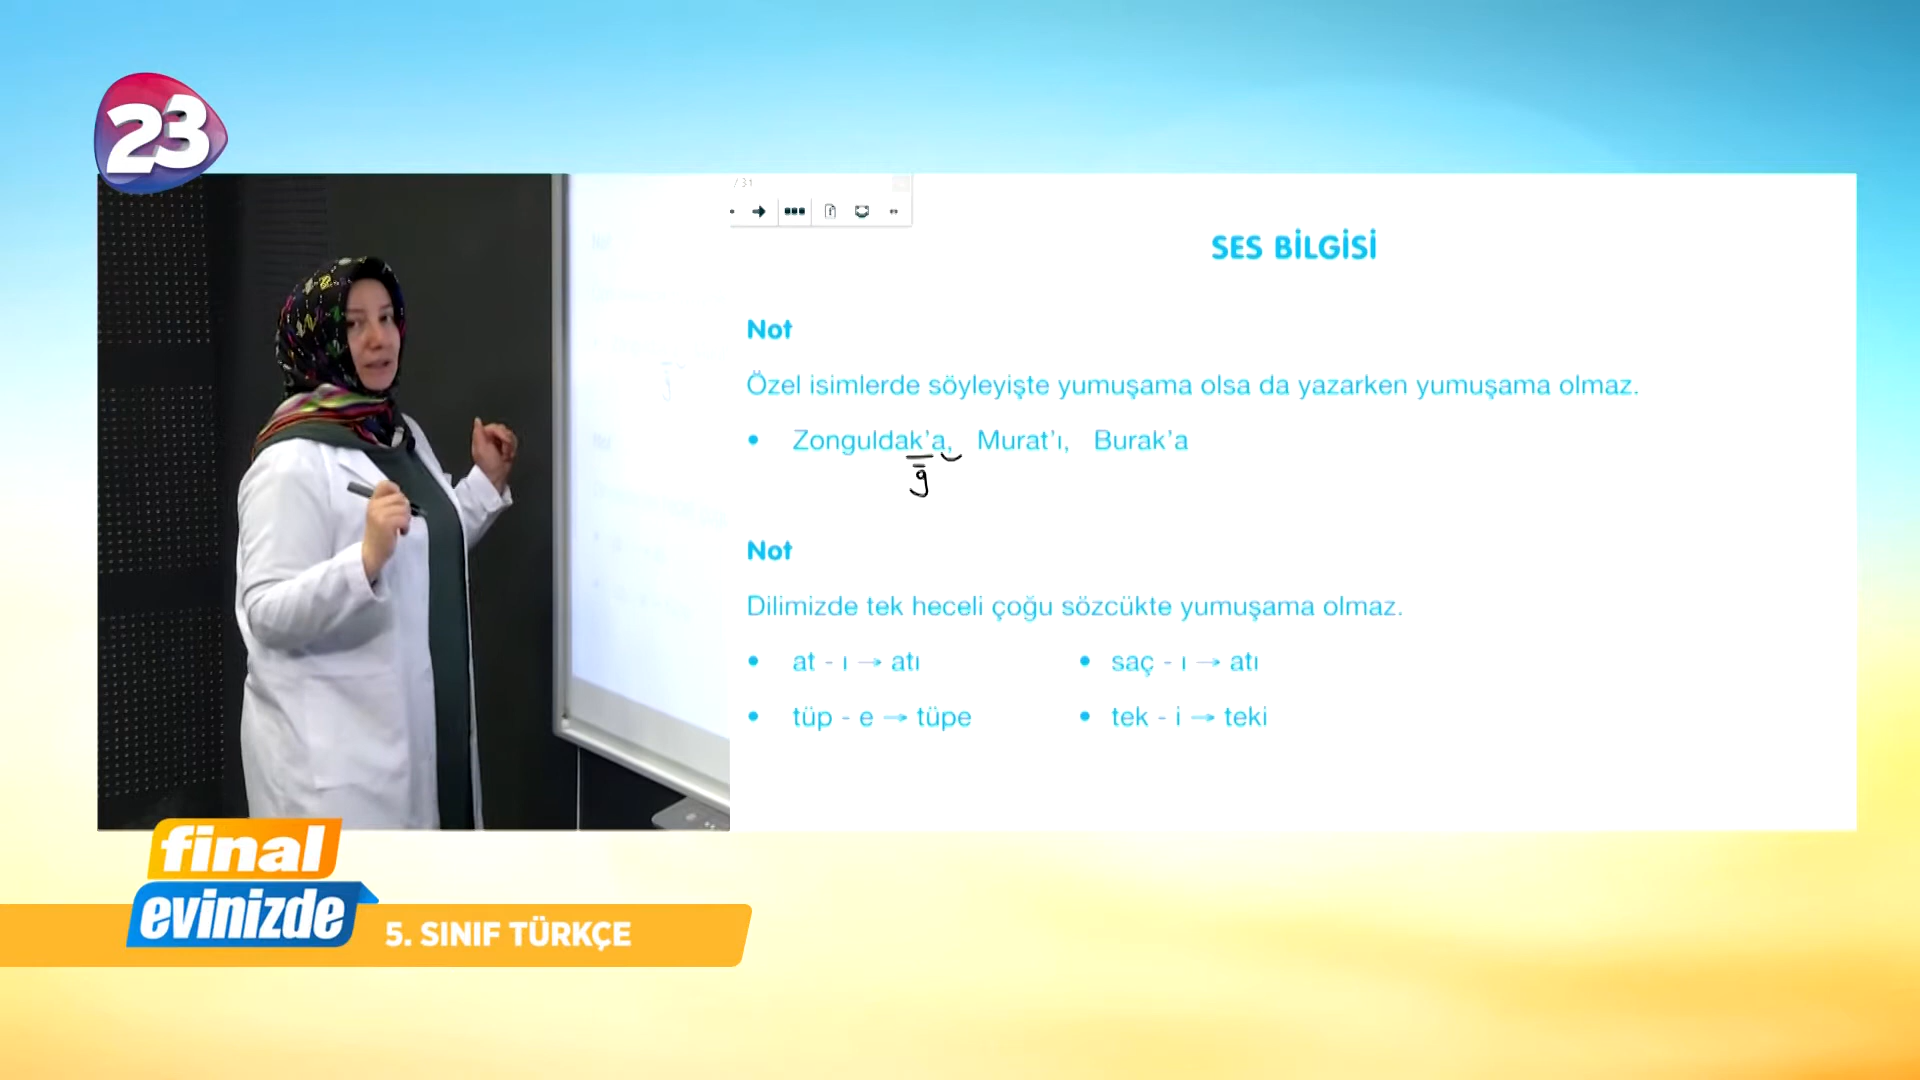 23
/ 31
SES BİLGİSİ
Not
Özel isimlerde söyleyişte yumuşama olsa da yazarken yumuşama olmaz.
• Zonguldak’a, Murat’ı, Burak’a
ğ
Not
Dilimizde tek heceli çoğu sözcükte yumuşama olmaz.
• at - ı → atı • saç - ı → atı
• tüp - e → tüpe • tek - i → teki
final
evinizde
5. SINIF TÜRKÇE